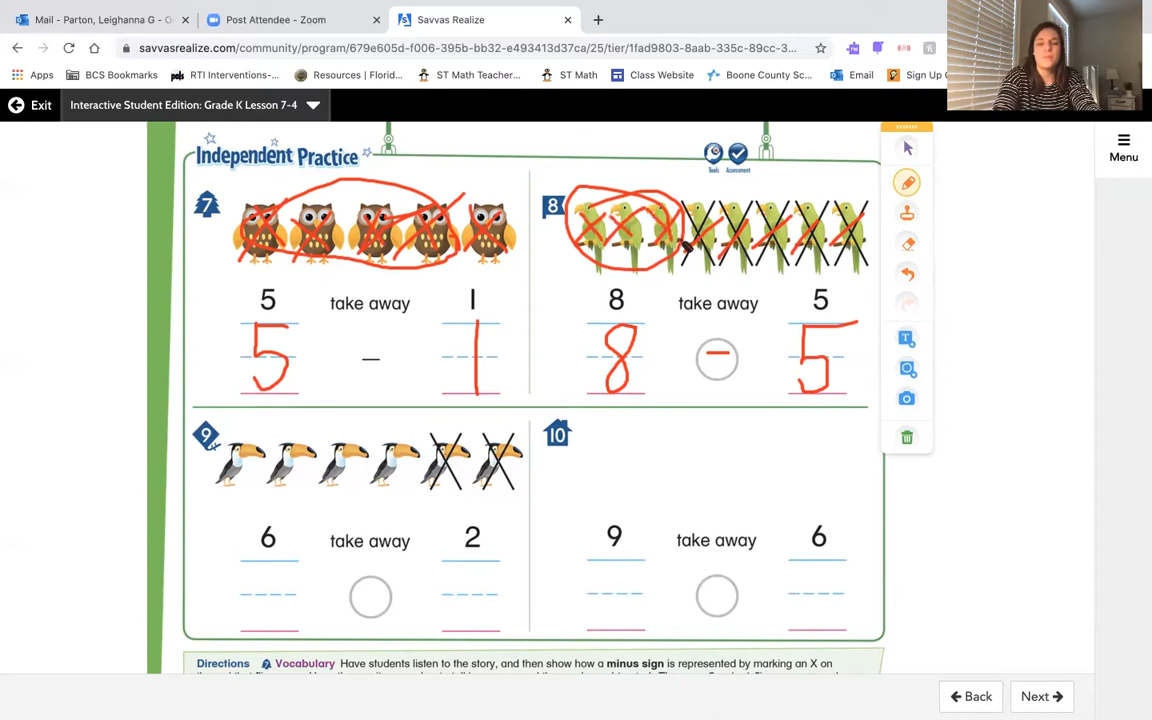 Mail - Parton, Leighanna G - O
Post Attendee - Zoom
Savvas Realize
savvasrealize.com/community/program/679e605d-f006-395b-bb32-e493413d37ca/25/tier/1fad9803-8aab-335c-89cc-3...
Apps
BCS Bookmarks
RTI Interventions-...
Resources | Florid...
ST Math Teacher...
ST Math
Class Website
Boone County Sc...
Email
Sign Up
Exit
Interactive Student Edition: Grade K Lesson 7-4
Menu
Independent Practice
Tools
Assessment
7
5 take away 1
5 − 1
8
8 take away 5
8 − 5
9
6 take away 2
10
9 take away 6
Directions Vocabulary Have students listen to the story, and then show how a minus sign is represented by marking an X on
Back
Next